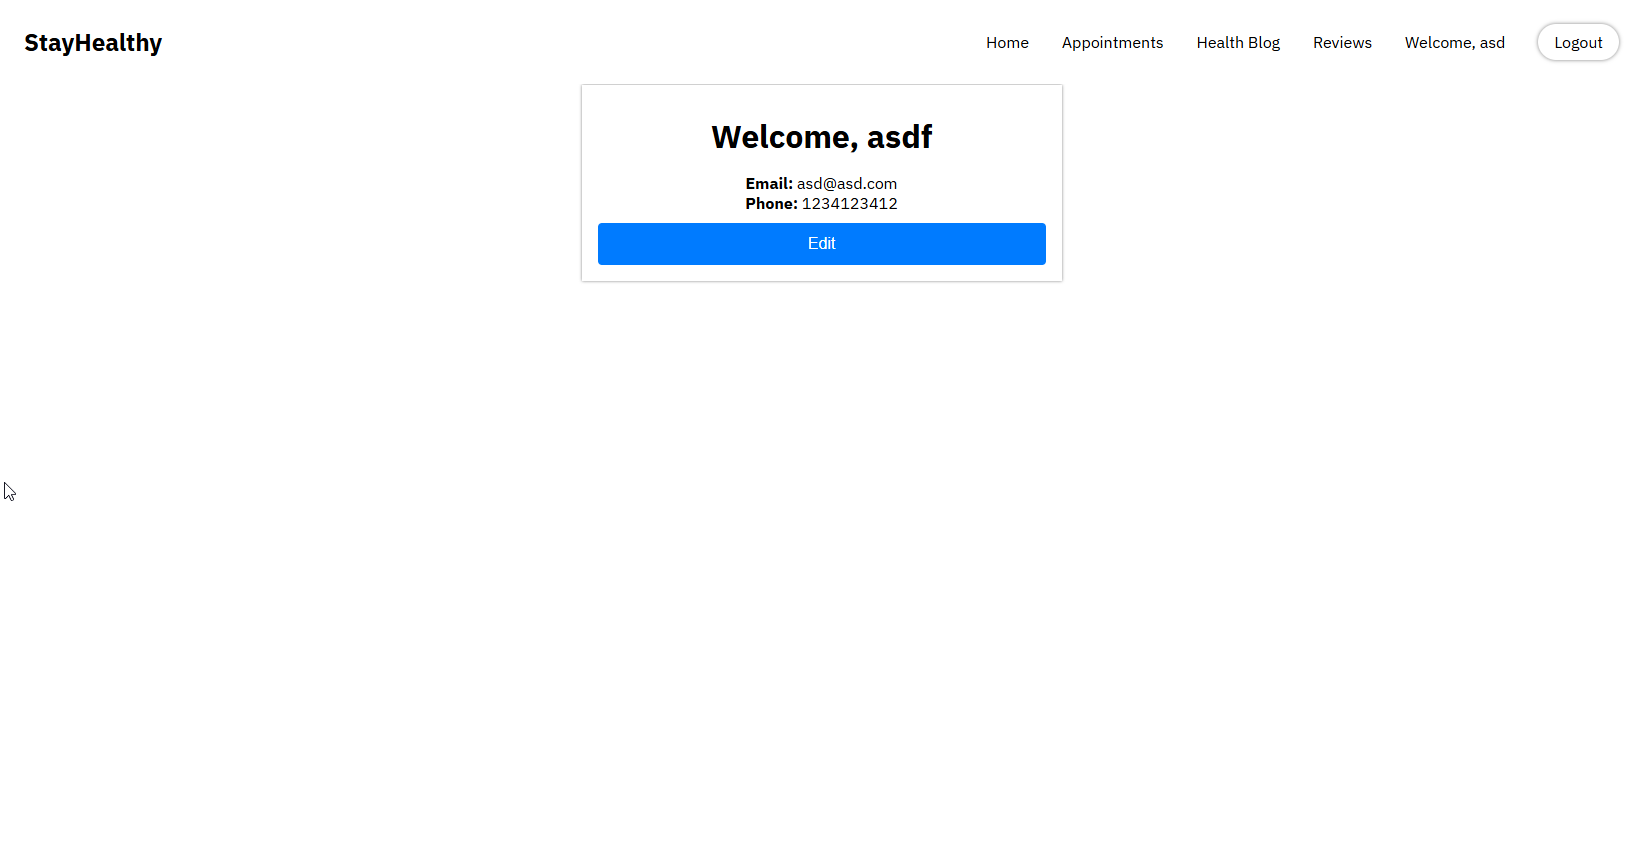 StayHealthy
Home Appointments Health Blog Reviews Welcome, asd Logout
Welcome, asdf
Email: asd@asd.com
Phone: 1234123412
Edit